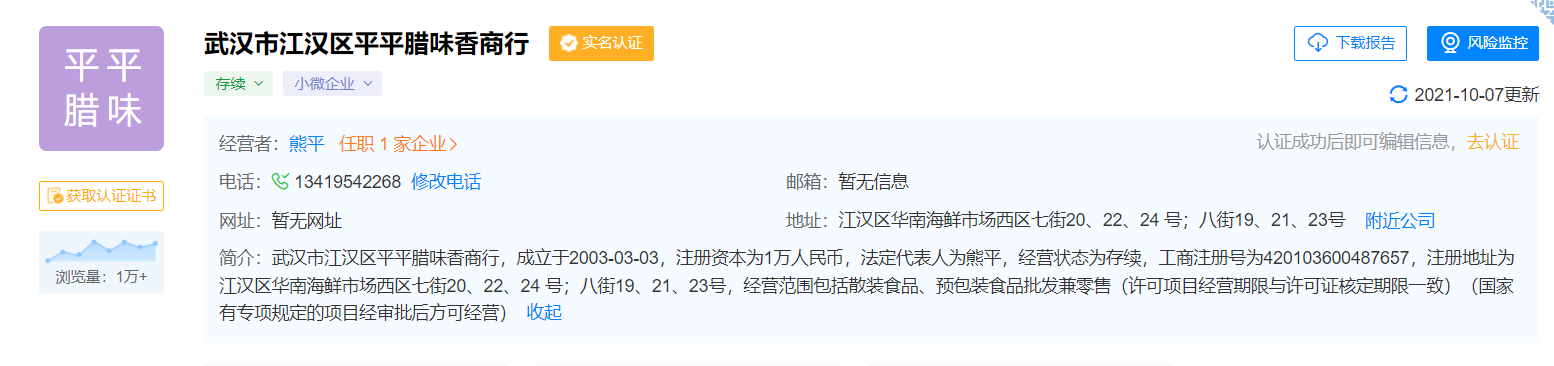 平平
腊味
武汉市江汉区平平腊味香商行
实名认证
下载报告
风险监控
存续
小微企业
2021-10-07更新
经营者：熊平 任职 1 家企业
认证成功后即可编辑信息，去认证
电话：13419542268 修改电话
邮箱：暂无信息
获取认证证书
网址：暂无网址
地址：江汉区华南海鲜市场西区七街20、22、24 号；八街19、21、23号 附近公司
浏览量：1万+
简介：武汉市江汉区平平腊味香商行，成立于2003-03-03，注册资本为1万人民币，法定代表人为熊平，经营状态为存续，工商注册号为420103600487657，注册地址为
江汉区华南海鲜市场西区七街20、22、24 号；八街19、21、23号，经营范围包括散装食品、预包装食品批发兼零售（许可项目经营期限与许可证核定期限一致）（国家
有专项规定的项目经审批后方可经营） 收起